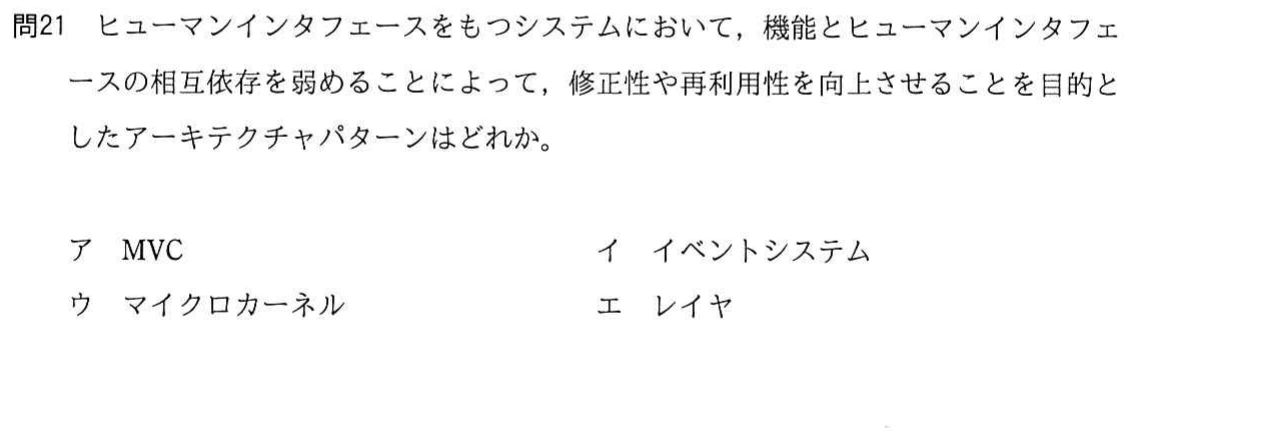 問21　ヒューマンインタフェースをもつシステムにおいて，機能とヒューマンインタフェ
ースの相互依存を弱めることによって，修正性や再利用性を向上させることを目的と
したアーキテクチャパターンはどれか。
ア　MVC　イ　イベントシステム
ウ　マイクロカーネル　エ　レイヤ